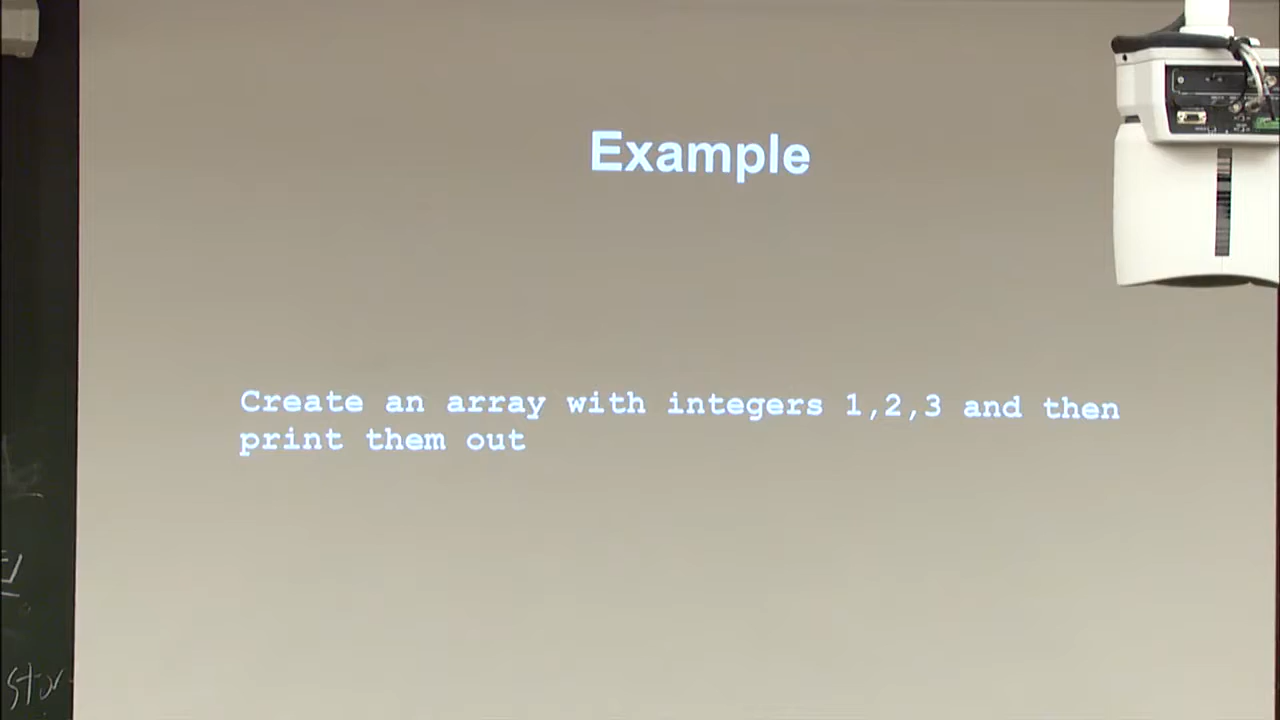 Example
Create an array with integers 1,2,3 and then
print them out